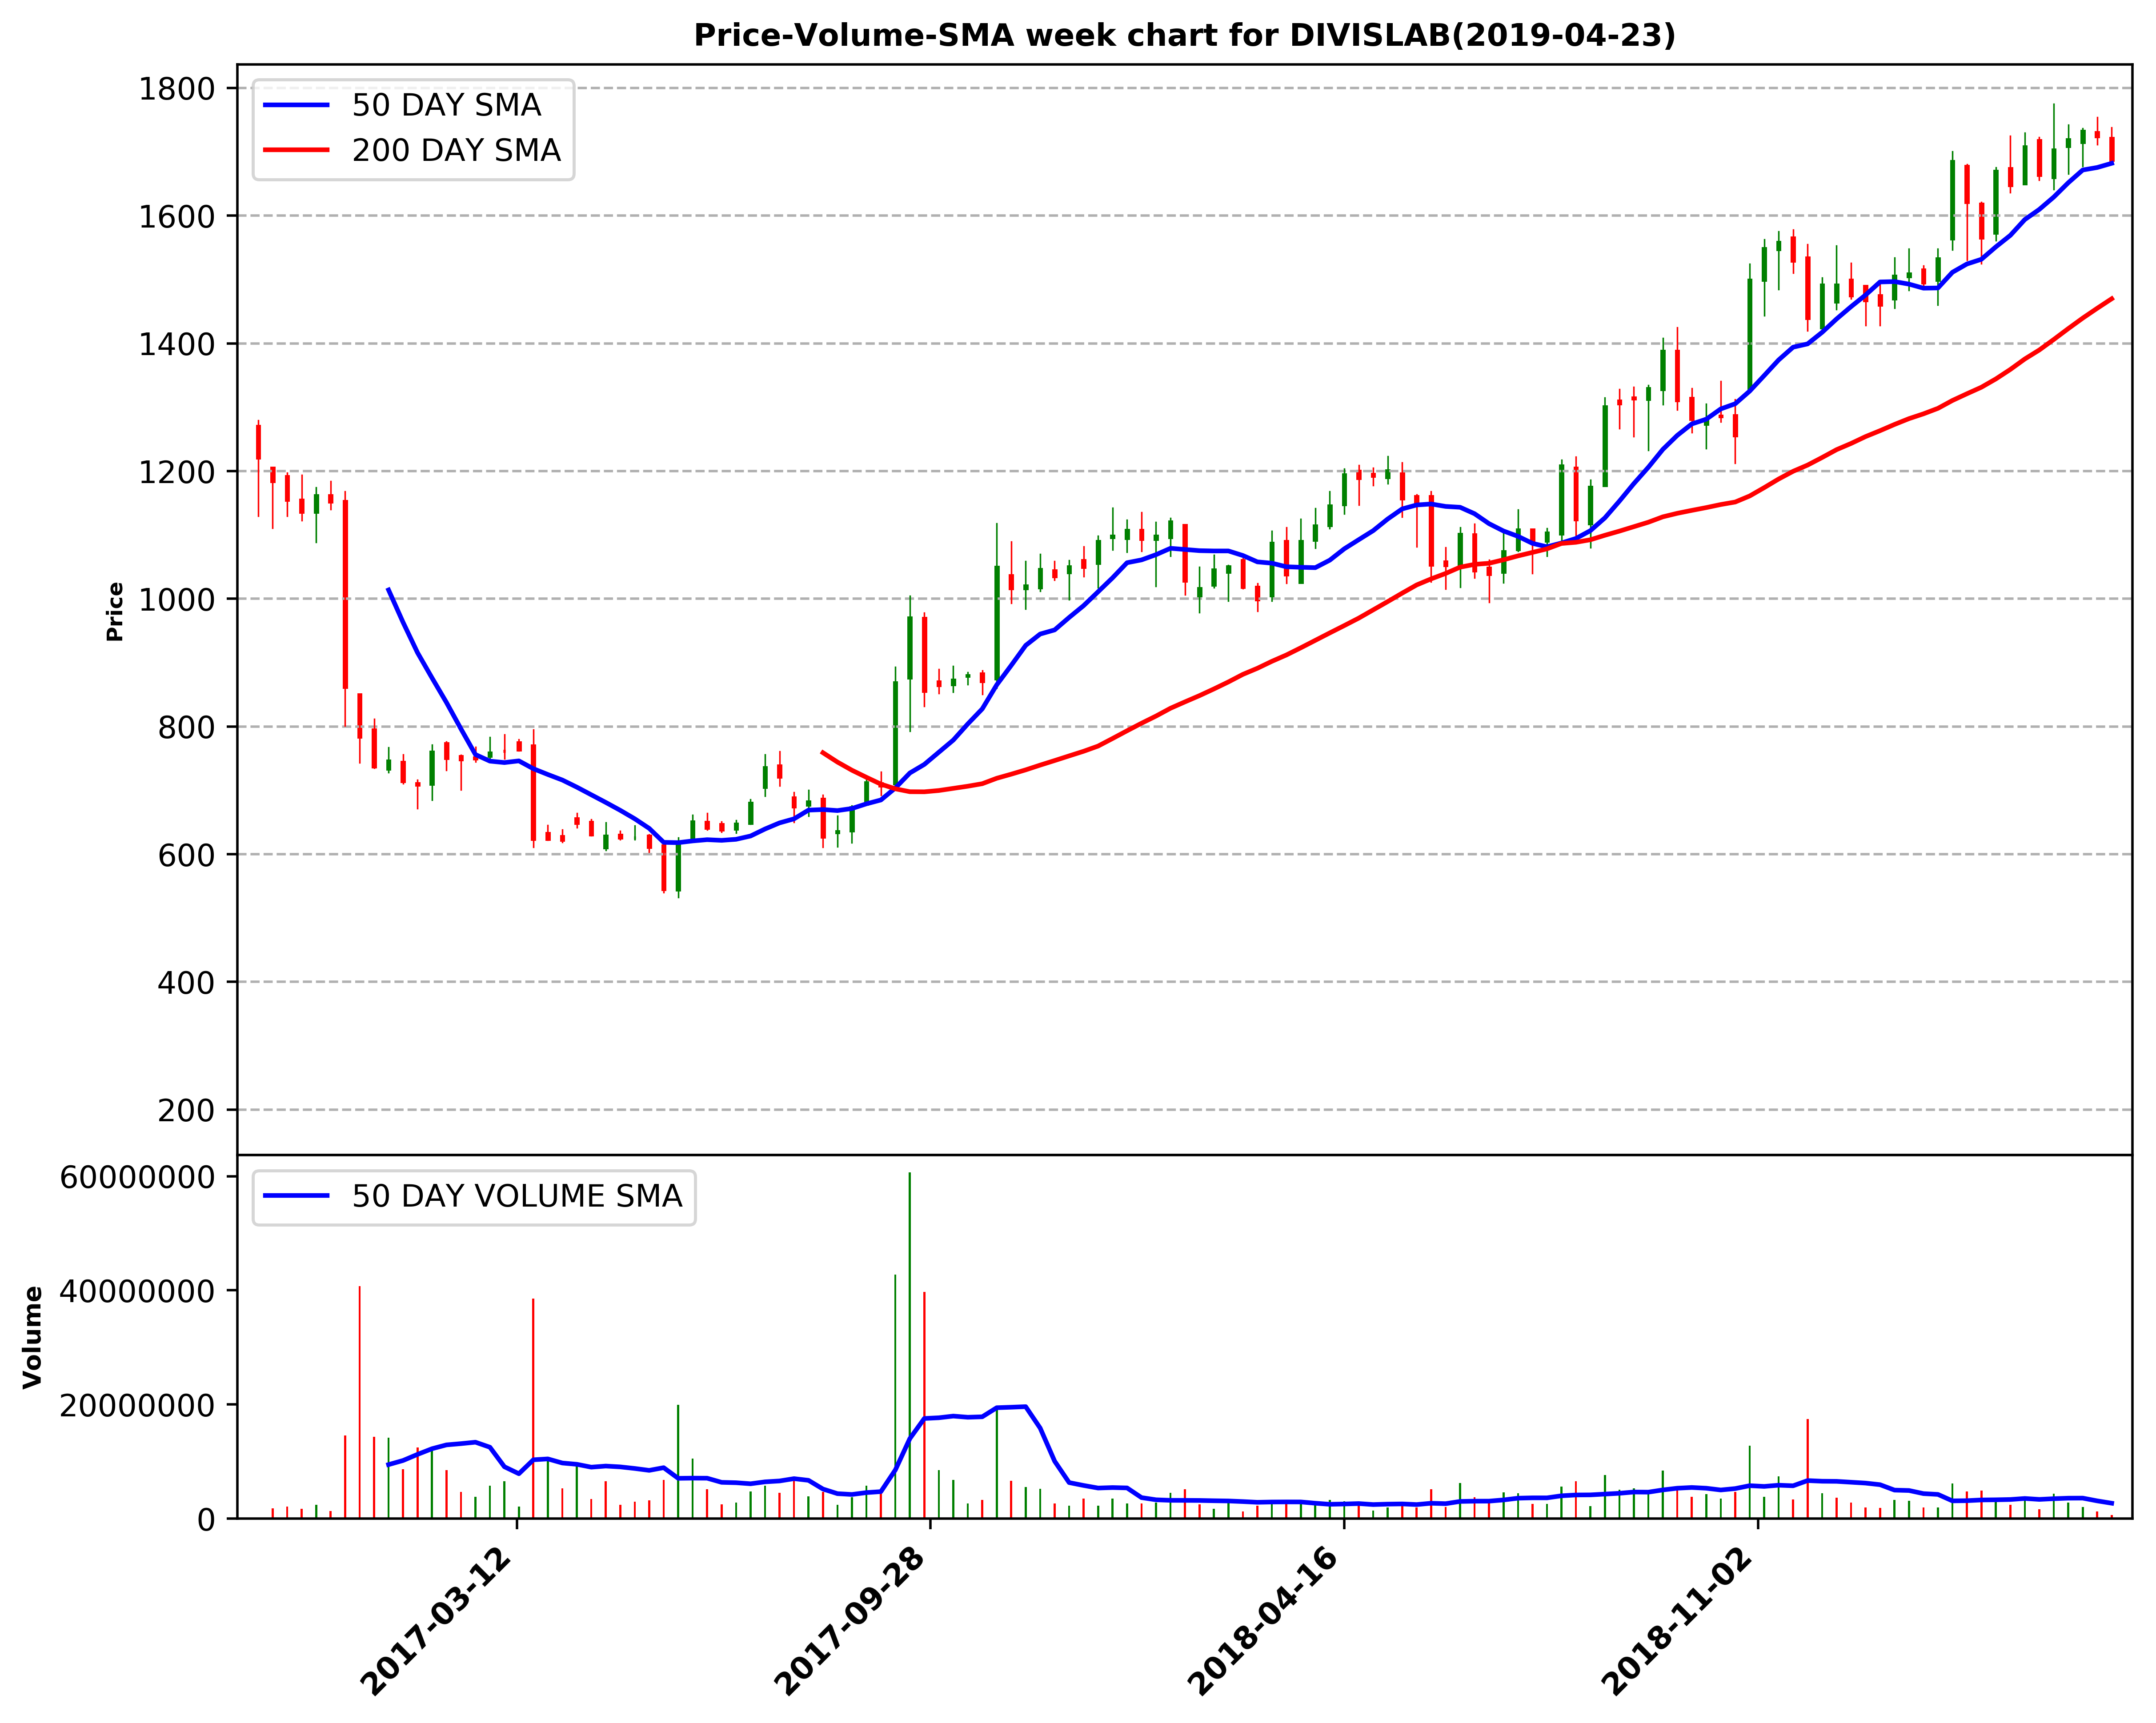 Price-Volume-SMA week chart for DIVISLAB(2019-04-23)
1800
1600
1400
1200
1000
800
600
400
200
Price
50 DAY SMA
200 DAY SMA
60000000
40000000
20000000
0
Volume
50 DAY VOLUME SMA
2017-03-12
2017-09-28
2018-04-16
2018-11-02